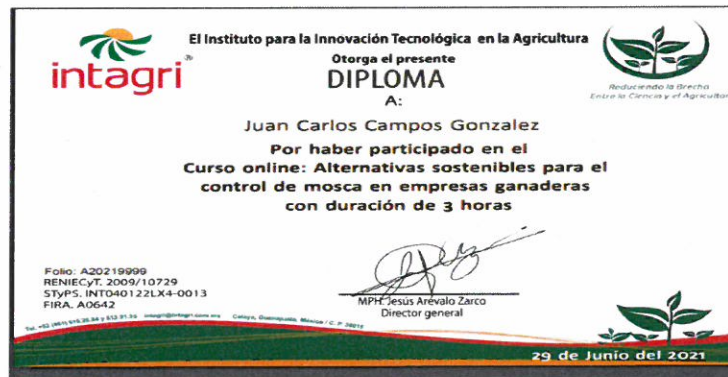 El Instituto para la Innovación Tecnológica en la Agricultura
Otorga el presente
DIPLOMA
A:
intagri®
Reduciendo la Brecha
Entre la Ciencia y el Agricultor
Juan Carlos Campos Gonzalez
Por haber participado en el
Curso online: Alternativas sostenibles para el
control de mosca en empresas ganaderas
con duración de 3 horas
Folio: A20219999
RENIECyT. 2009/10729
STyPS. INT040122LX4-0013
FIRA. A0642
MPH. Jesús Arévalo Zarco
Director general
Celaya, Guanajuato, México / C. P.
29 de Junio del 2021